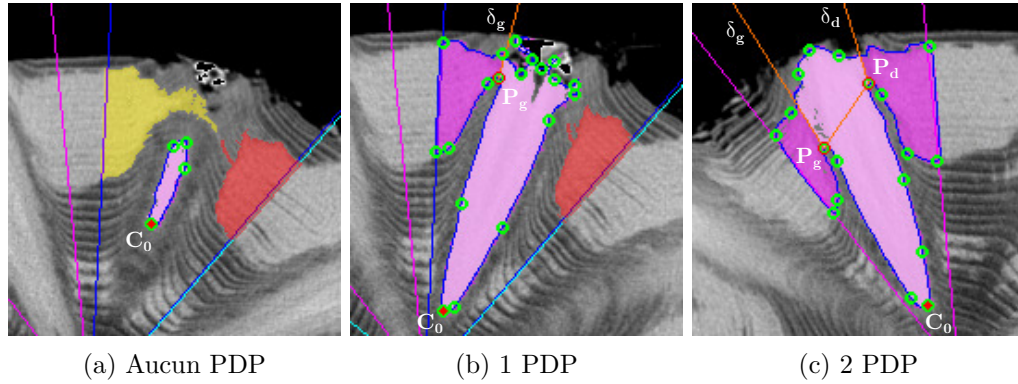 C₀
(a) Aucun PDP
δg
Pg
C₀
(b) 1 PDP
δg
δd
Pd
Pg
C₀
(c) 2 PDP